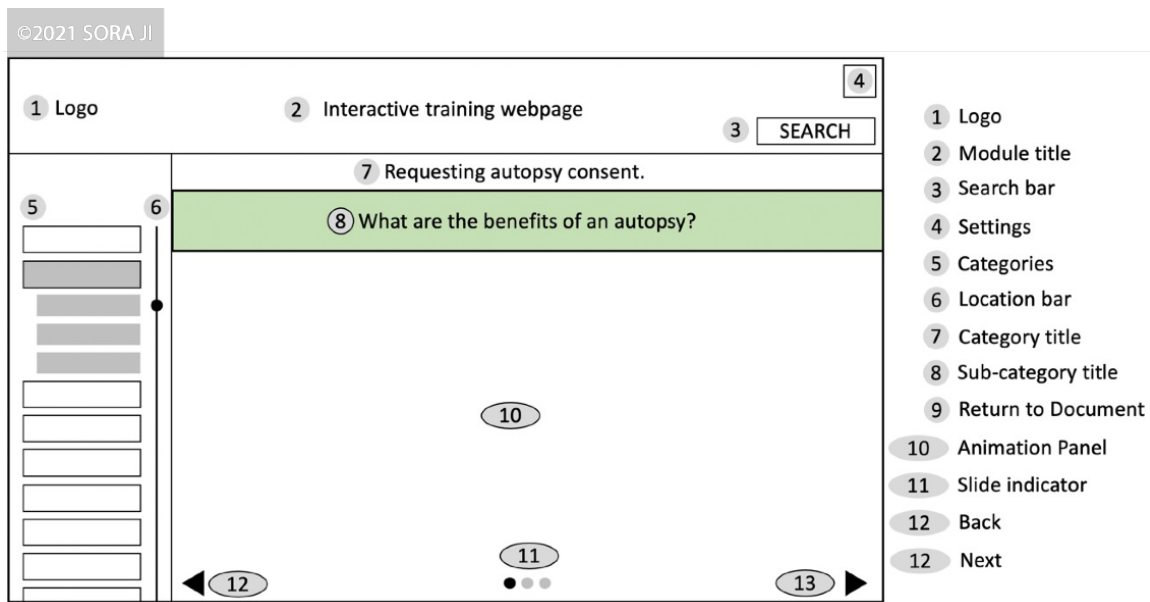 ©2021 SORA JI
4
1 Logo
2 Interactive training webpage
3 SEARCH
7 Requesting autopsy consent.
5
6
8 What are the benefits of an autopsy?
10
11
12
13
1 Logo
2 Module title
3 Search bar
4 Settings
5 Categories
6 Location bar
7 Category title
8 Sub-category title
9 Return to Document
10 Animation Panel
11 Slide indicator
12 Back
12 Next